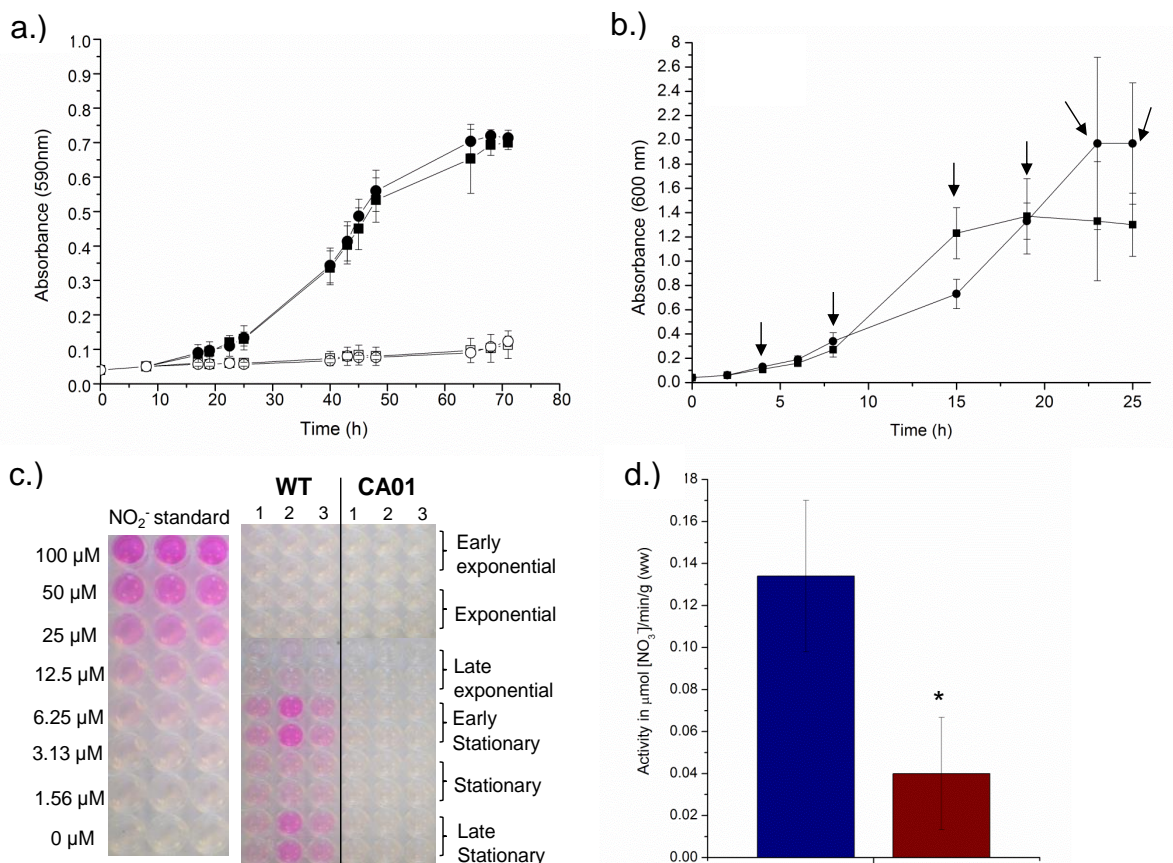 a.)
1.0
0.9
0.8
0.7
0.6
0.5
0.4
0.3
0.2
0.1
0.0
Absorbance (590nm)
0 10 20 30 40 50 60 70 80
Time (h)
b.)
2.8
2.6
2.4
2.2
2.0
1.8
1.6
1.4
1.2
1.0
0.8
0.6
0.4
0.2
0.0
Absorbance (600 nm)
0 5 10 15 20 25
Time (h)
c.)
NO₂⁻ standard
100 µM
50 µM
25 µM
12.5 µM
6.25 µM
3.13 µM
1.56 µM
0 µM
WT CA01
1 2 3 1 2 3
Early
exponential
Exponential
Late
exponential
Early
Stationary
Stationary
Late
Stationary
d.)
0.18
0.16
0.14
0.12
0.10
0.08
0.06
0.04
0.02
0.00
Activity in µmol [NO₃⁻]/min/g (ww)
*